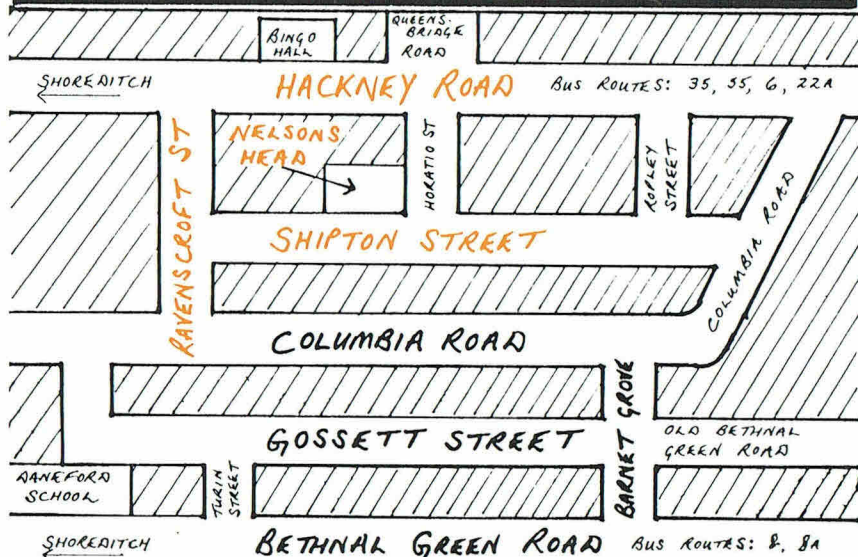 QUEENS-
BRIDGE
ROAD
BINGO
HALL
SHOREDITCH
HACKNEY ROAD
BUS ROUTES: 35, 55, 6, 22A
RAVENSCROFT ST
NELSONS
HEAD
HORATIO ST
ROPLEY
STREET
COLUMBIA ROAD
SHIPTON STREET
COLUMBIA ROAD
BARNET GROVE
GOSSETT STREET
OLD BETHNAL
GREEN ROAD
DANEFORD
SCHOOL
TURIN
STREET
SHOREDITCH
BETHNAL GREEN ROAD
BUS ROUTES: 8, 8A